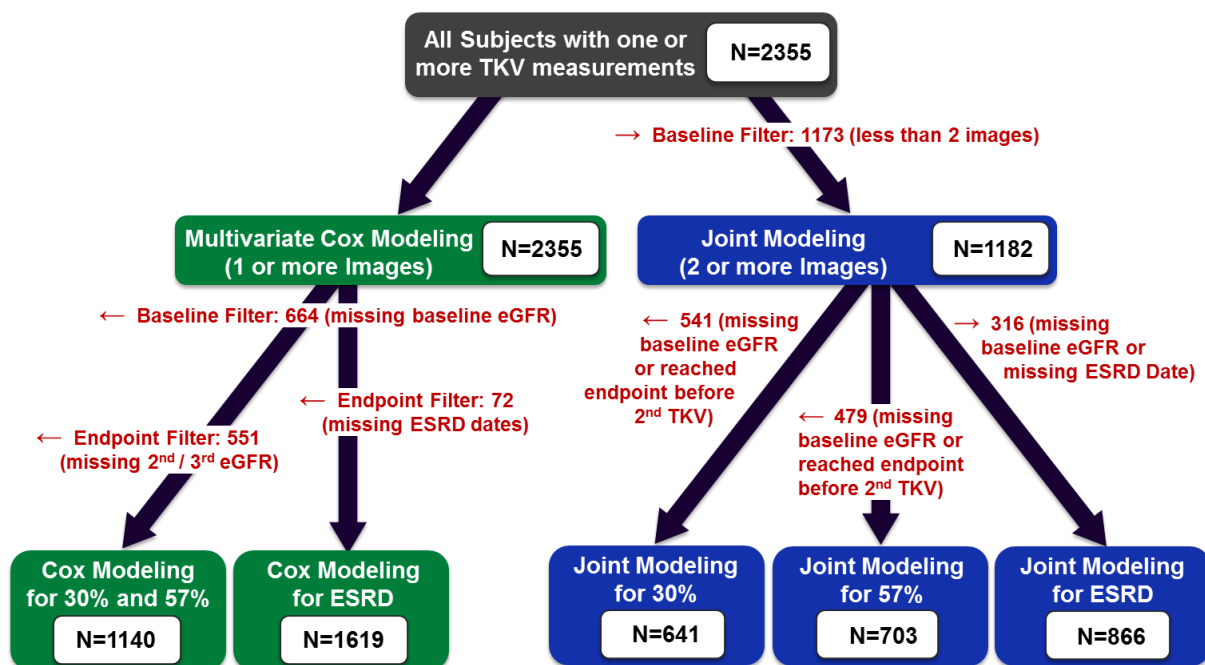 All Subjects with one or
more TKV measurements
N=2355
→ Baseline Filter: 1173 (less than 2 images)
Multivariate Cox Modeling
(1 or more Images)
N=2355
Joint Modeling
(2 or more Images)
N=1182
← Baseline Filter: 664 (missing baseline eGFR)
← Endpoint Filter: 72
(missing ESRD dates)
← Endpoint Filter: 551
(missing 2nd / 3rd eGFR)
← 541 (missing
baseline eGFR
or reached
endpoint before
2nd TKV)
← 479 (missing
baseline eGFR or
reached endpoint
before 2nd TKV)
→ 316 (missing
baseline eGFR or
missing ESRD Date)
Cox Modeling
for 30% and 57%
N=1140
Cox Modeling
for ESRD
N=1619
Joint Modeling
for 30%
N=641
Joint Modeling
for 57%
N=703
Joint Modeling
for ESRD
N=866